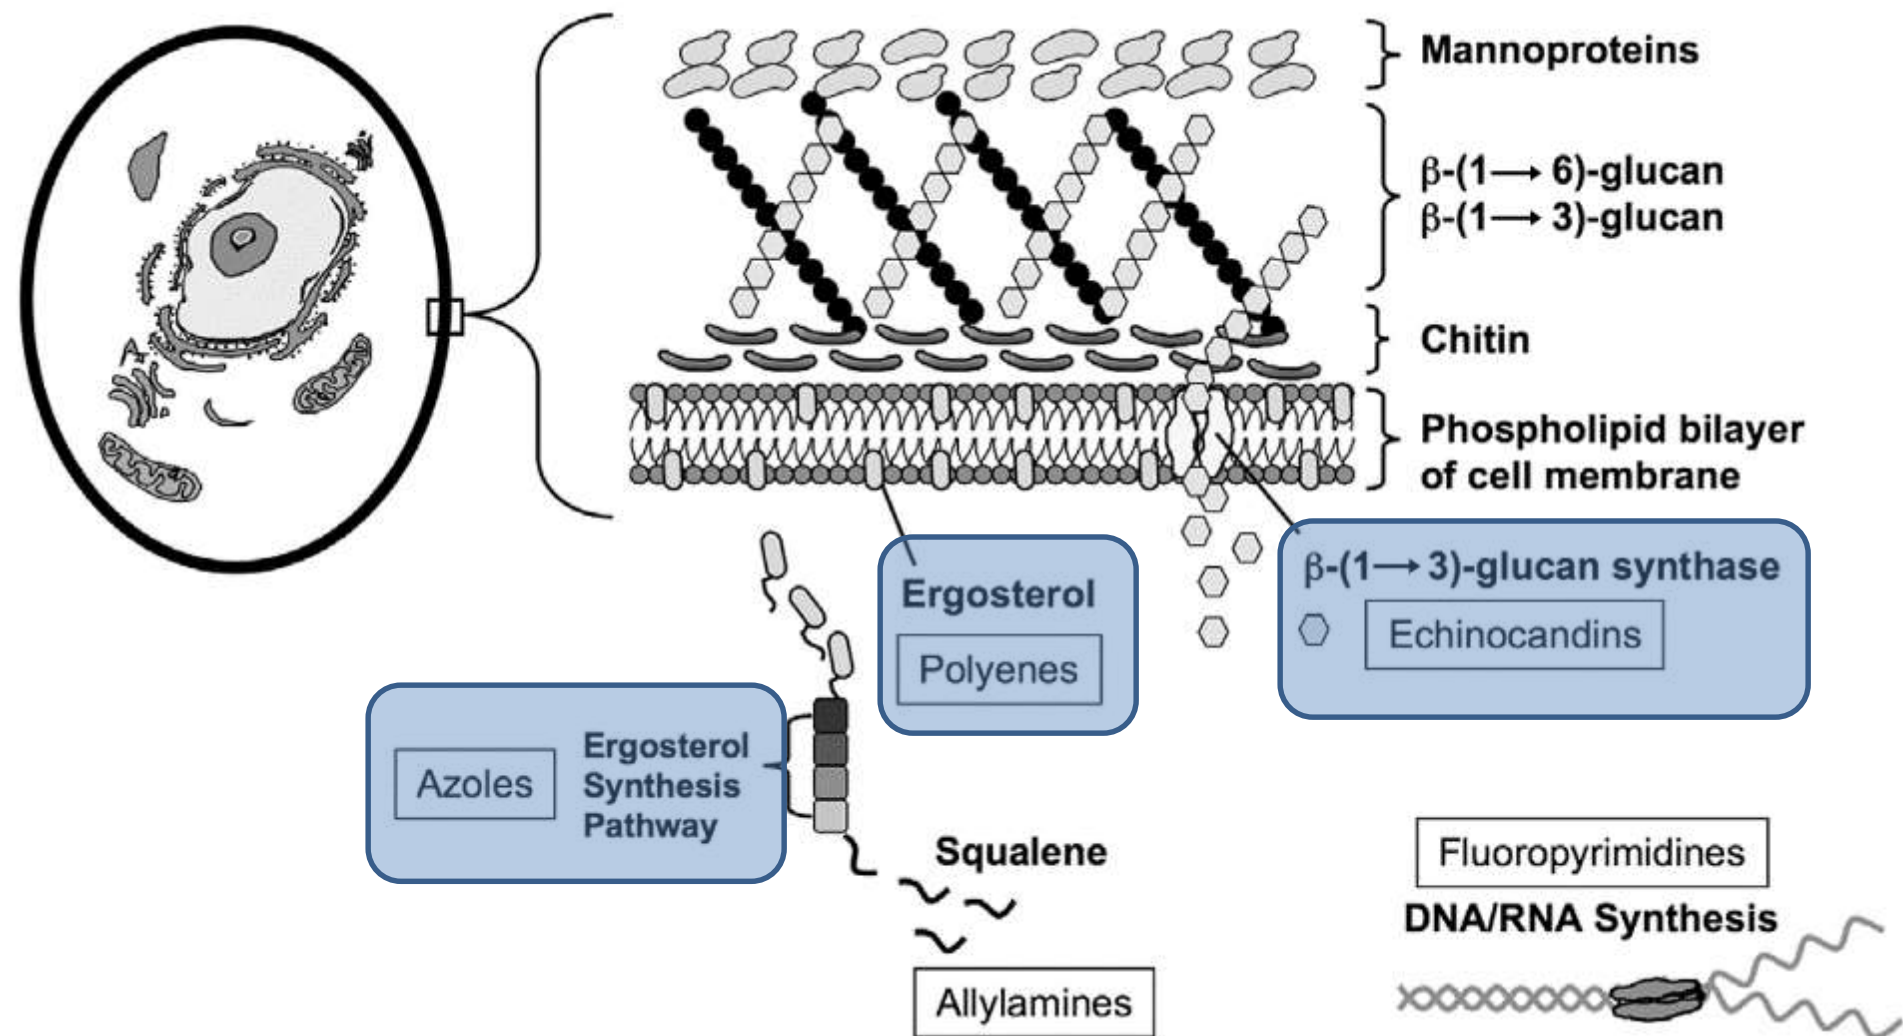 Mannoproteins
β-(1→6)-glucan
β-(1→3)-glucan
Chitin
Phospholipid bilayer
of cell membrane
Ergosterol
Polyenes
β-(1→3)-glucan synthase
Echinocandins
Azoles
Ergosterol
Synthesis
Pathway
Squalene
Allylamines
Fluoropyrimidines
DNA/RNA Synthesis